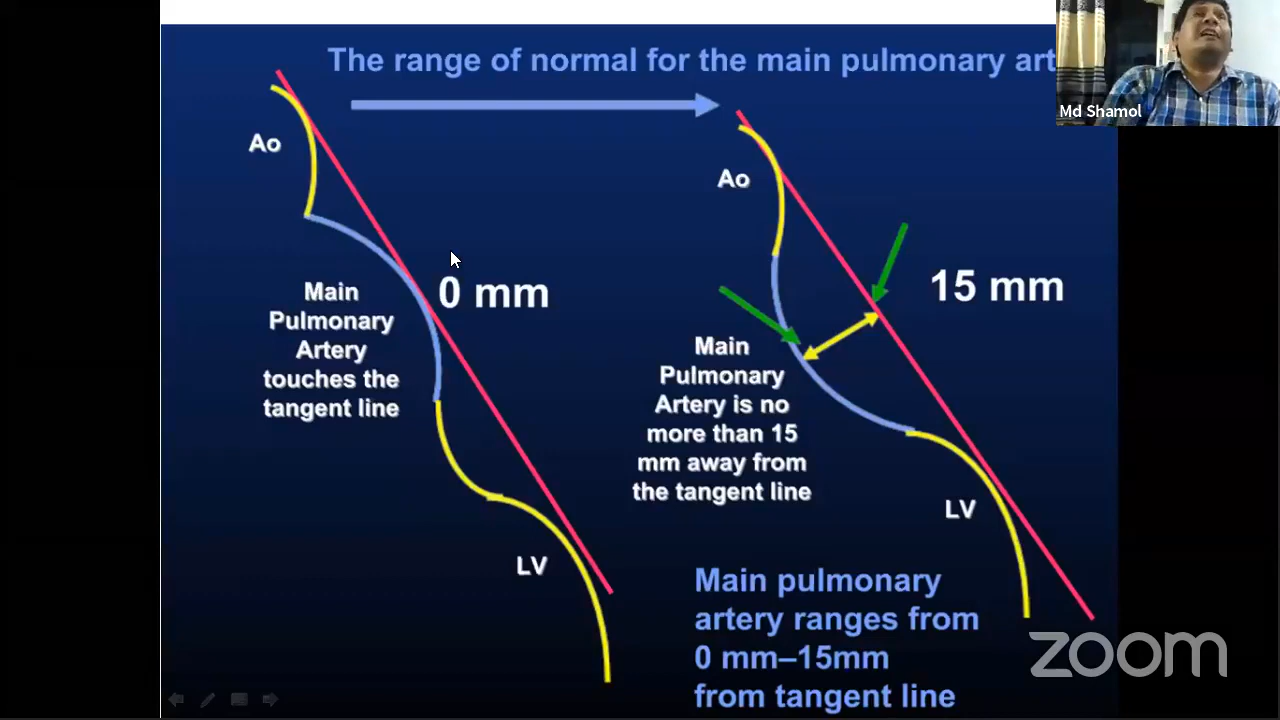 The range of normal for the main pulmonary art
Md Shamol
Ao
0 mm
Main
Pulmonary
Artery
touches the
tangent line
LV
Ao
15 mm
Main
Pulmonary
Artery is no
more than 15
mm away from
the tangent line
LV
Main pulmonary
artery ranges from
0 mm–15mm
from tangent line
zoom